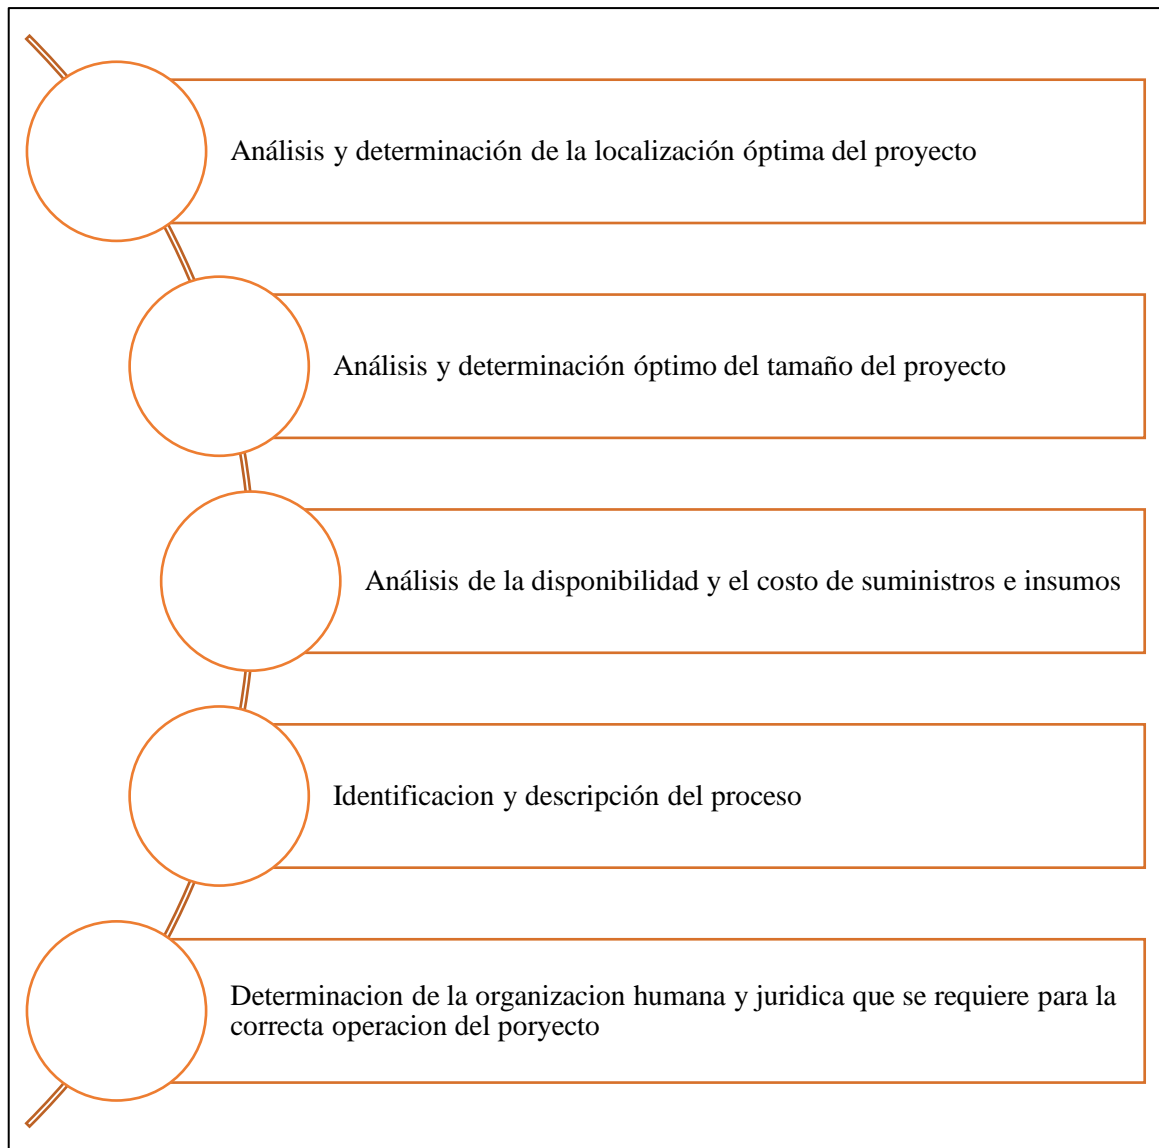 Análisis y determinación de la localización óptima del proyecto
Análisis y determinación óptimo del tamaño del proyecto
Análisis de la disponibilidad y el costo de suministros e insumos
Identificacion y descripción del proceso
Determinacion de la organizacion humana y juridica que se requiere para la
correcta operacion del poryecto